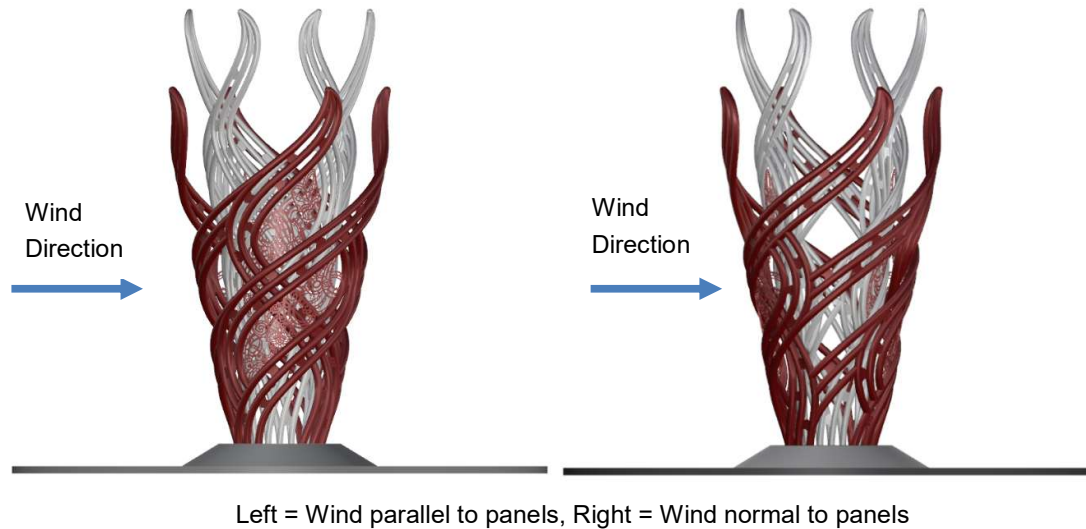 Wind
Direction
Wind
Direction
Left = Wind parallel to panels, Right = Wind normal to panels